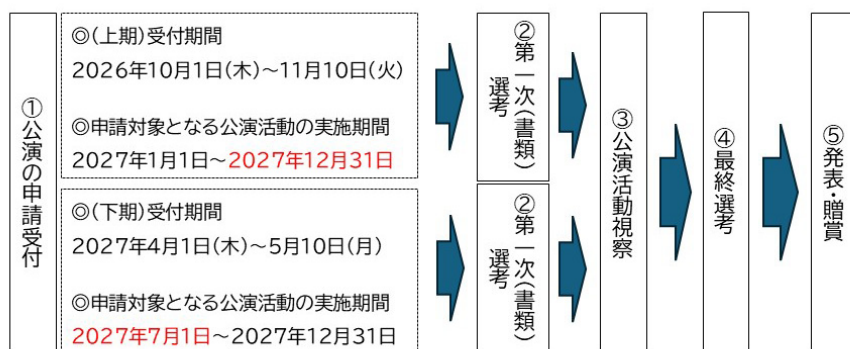 ①公演の申請受付
◎(上期)受付期間
2026年10月1日(木)～11月10日(火)
◎申請対象となる公演活動の実施期間
2027年1月1日～2027年12月31日
②第一次(書類)
選考
◎(下期)受付期間
2027年4月1日(木)～5月10日(月)
◎申請対象となる公演活動の実施期間
2027年7月1日～2027年12月31日
②第一次(書類)
選考
③公演活動視察
④最終選考
⑤発表・贈賞